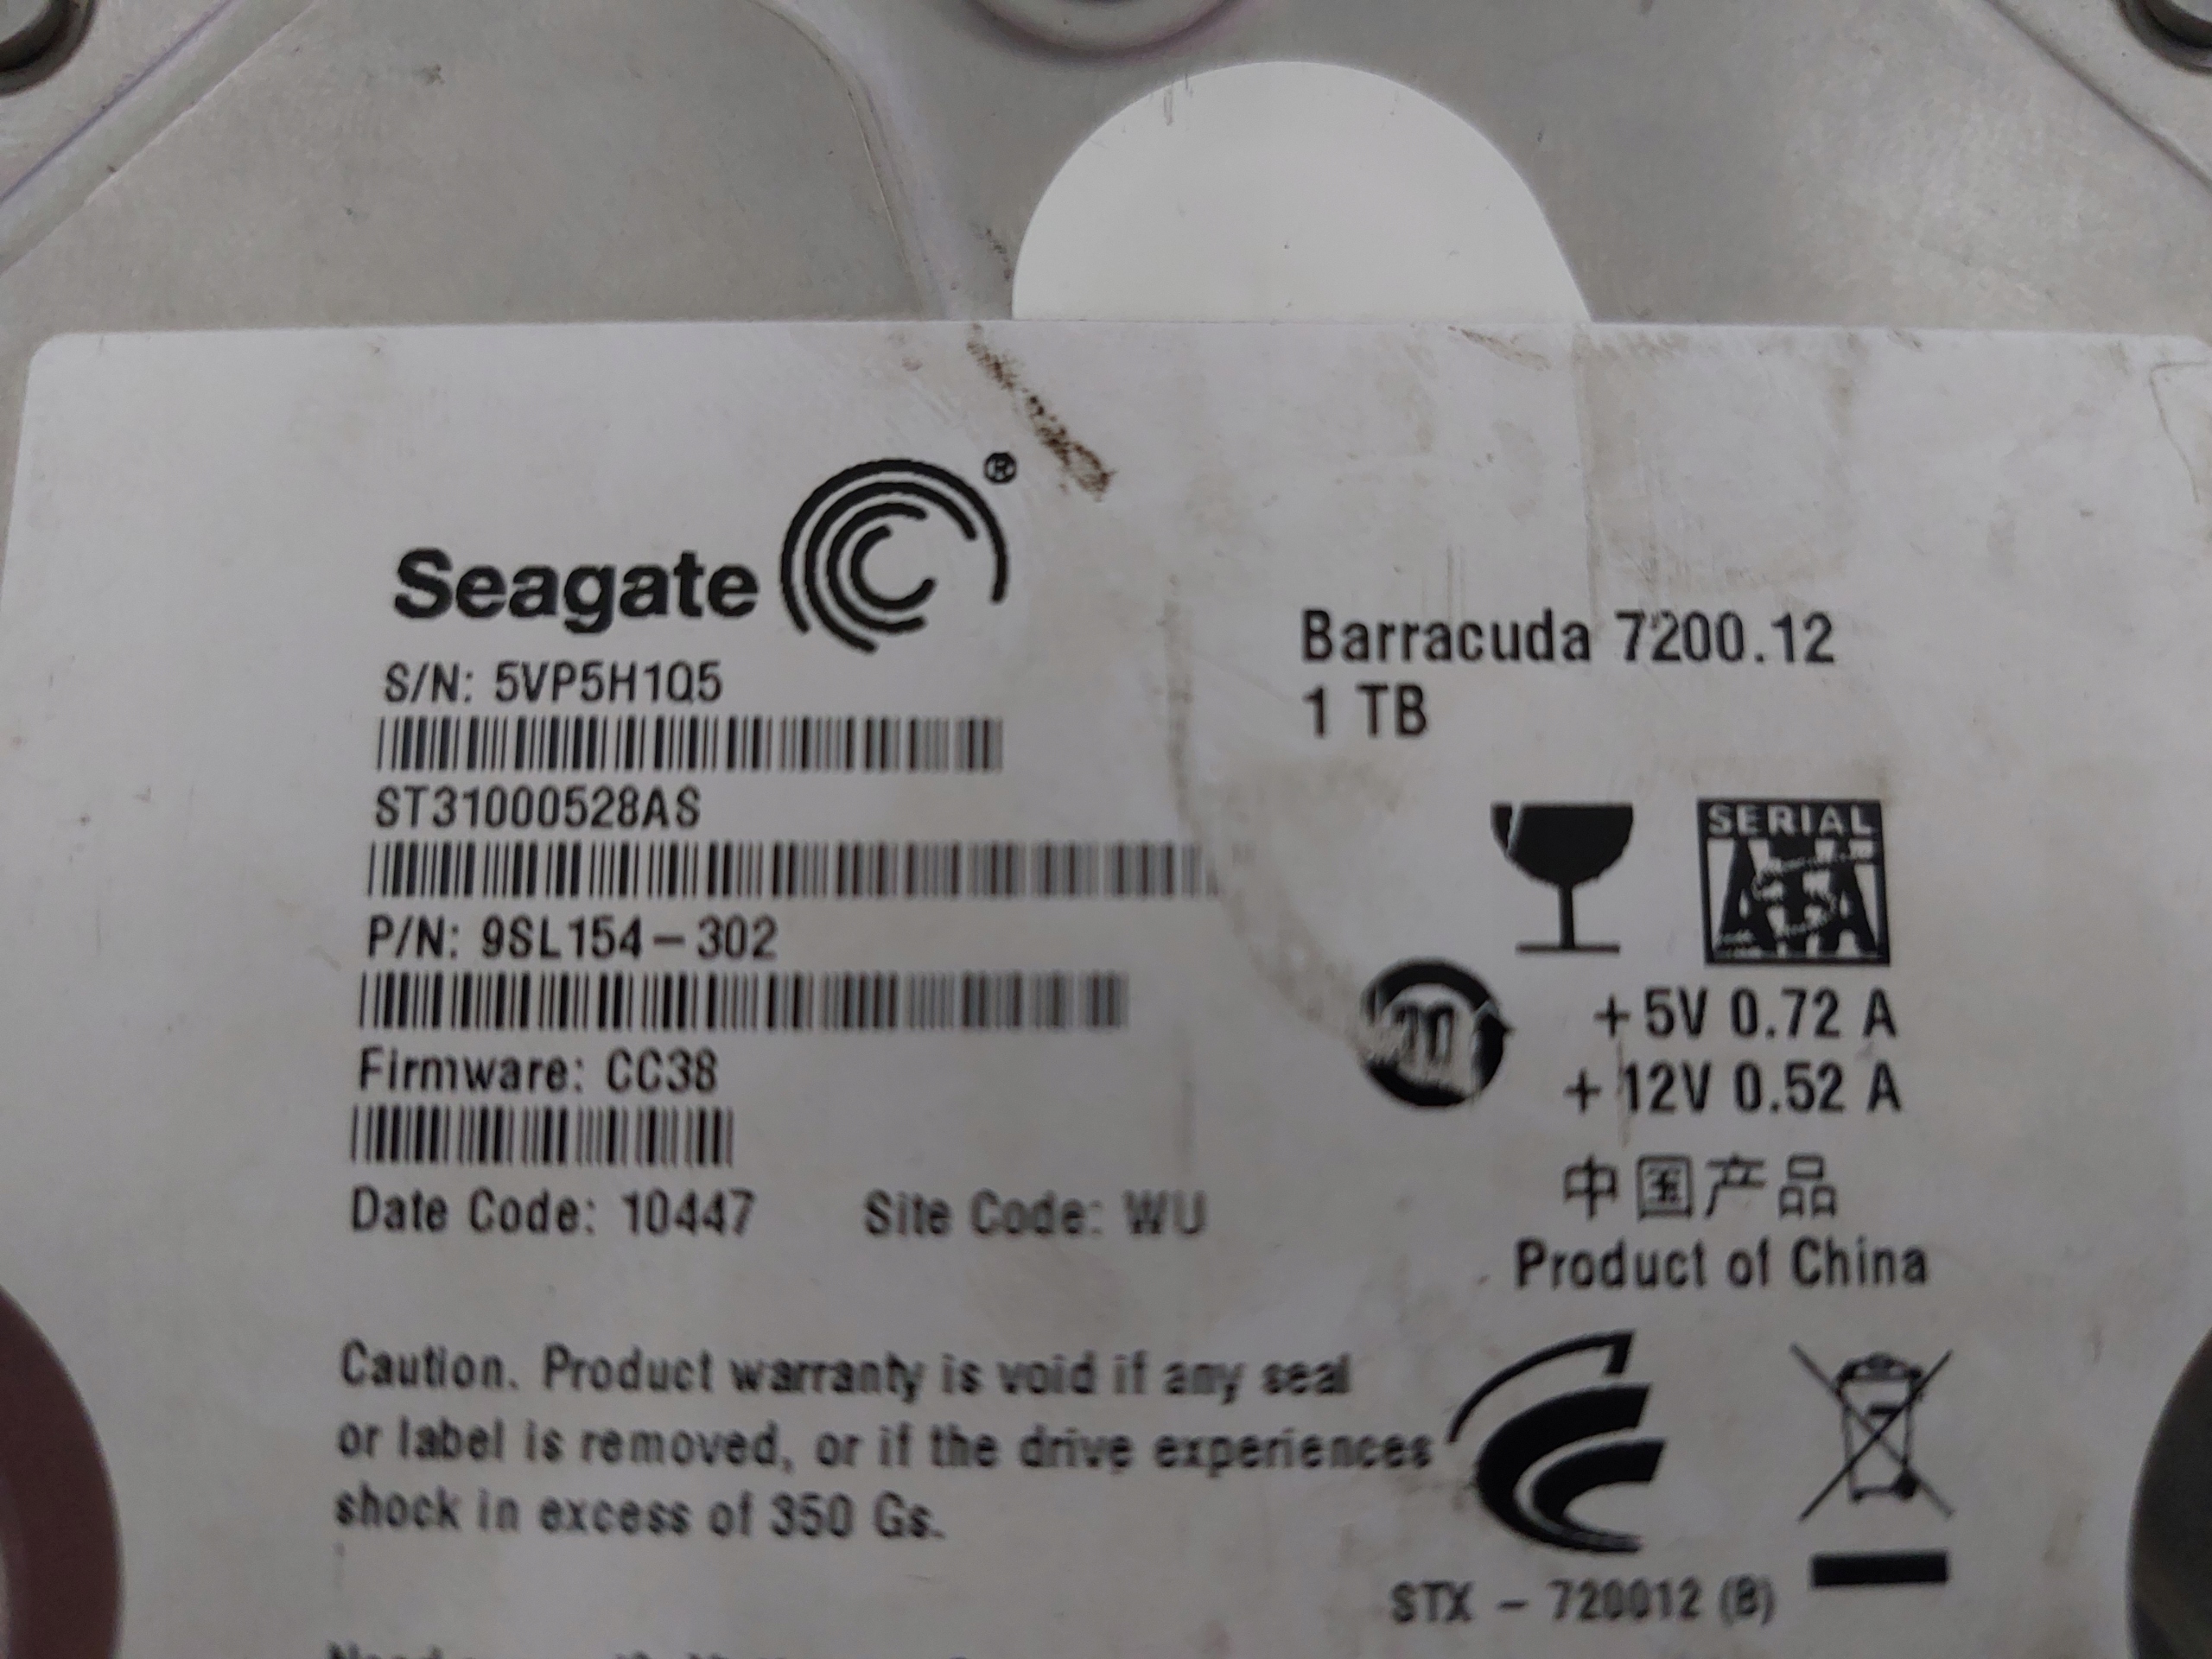 Seagate ®
S/N: 5VP5H1Q5
ST31000528AS
P/N: 9SL154-302
Firmware: CC38
Date Code: 10447 Site Code: WU
Barracuda 7200.12
1 TB
SERIAL
ATA
+5V 0.72 A
+12V 0.52 A
中国产品
Product of China
Caution. Product warranty is void if any seal
or label is removed, or if the drive experiences
shock in excess of 350 Gs.
STX - 720012 (B)